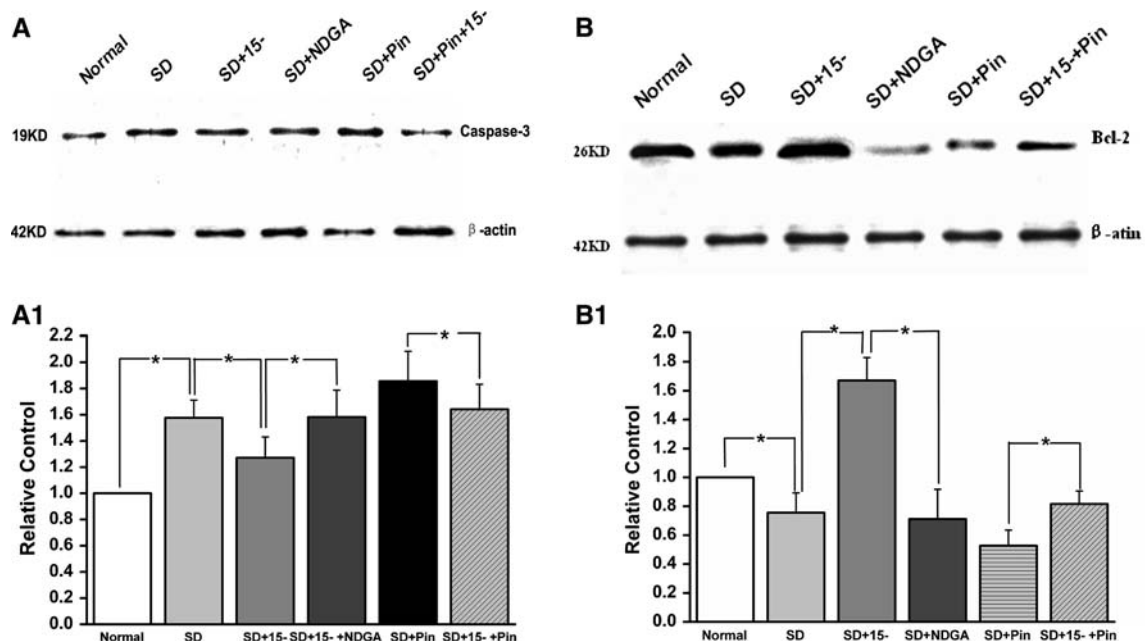 A
Normal SD SD+15- SD+NDGA SD+Pin SD+Pin+15-
19KD Caspase-3
42KD β-actin
B
Normal SD SD+15- SD+NDGA SD+Pin SD+15-+Pin
26KD Bcl-2
42KD β-atin
A1
Relative Control
2.2
2.0
1.8
1.6
1.4
1.2
1.0
0.8
0.6
0.4
0.2
0.0
* * * *
Normal SD SD+15- SD+15- +NDGA SD+Pin SD+15- +Pin
B1
Relative Control
2.0
1.8
1.6
1.4
1.2
1.0
0.8
0.6
0.4
0.2
0.0
* * * *
Normal SD SD+15- SD+NDGA SD+Pin SD+15- +Pin